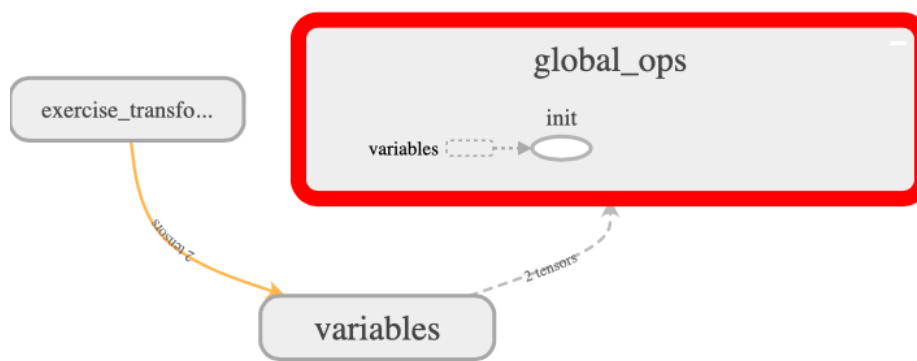 global_ops
exercise_transfo...
init
variables
2 tensors
2 tensors
variables